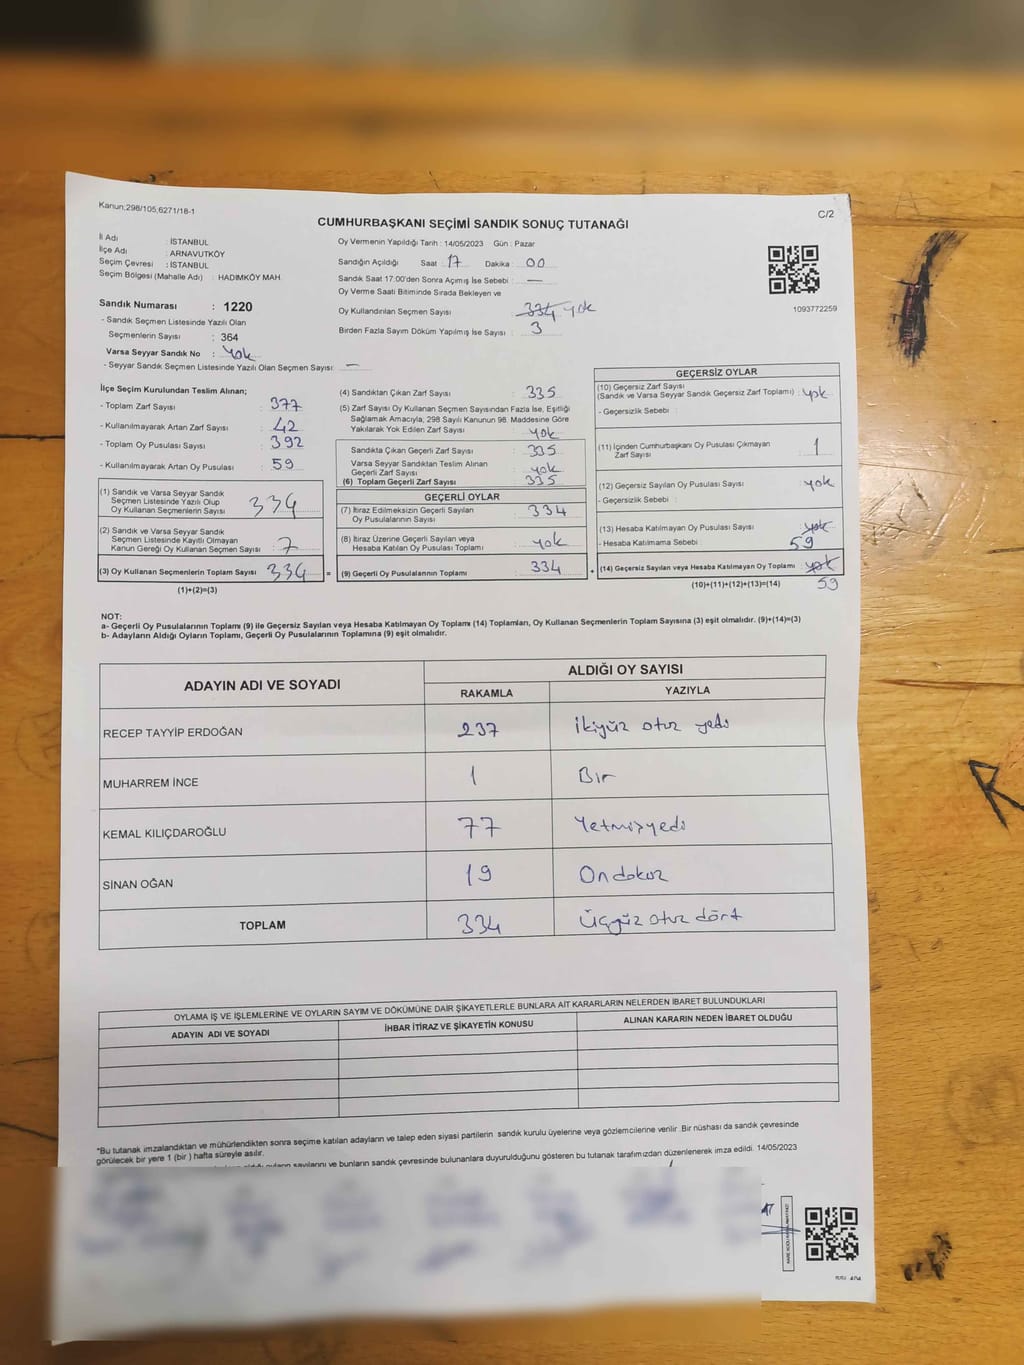 Kanun;298/105;6271/18-1
C/2
CUMHURBAŞKANI SEÇİMİ SANDIK SONUÇ TUTANAĞI
İl Adı : İSTANBUL
İlçe Adı : ARNAVUTKÖY
Seçim Çevresi : İSTANBUL
Seçim Bölgesi (Mahalle Adı) : HADIMKÖY MAH.
Sandık Numarası : 1220
- Sandık Seçmen Listesinde Yazılı Olan
Seçmenlerin Sayısı : 364
Varsa Seyyar Sandık No : Yok
- Seyyar Sandık Seçmen Listesinde Yazılı Olan Seçmen Sayısı: —
Oy Vermenin Yapıldığı Tarih : 14/05/2023 Gün : Pazar
Sandığın Açıldığı Saat 17 Dakika : 00
Sandık Saat 17:00'den Sonra Açımış İse Sebebi : —
Oy Verme Saati Bitiminde Sırada Bekleyen ve
Oy Kullandırılan Seçmen Sayısı : 334 yok
Birden Fazla Sayım Döküm Yapılmış İse Sayısı : 3
1093772259
İlçe Seçim Kurulundan Teslim Alınan;
- Toplam Zarf Sayısı : 377
- Kullanılmayarak Artan Zarf Sayısı : 42
- Toplam Oy Pusulası Sayısı : 392
- Kullanılmayarak Artan Oy Pusulası : 59
(1) Sandık ve Varsa Seyyar Sandık
Seçmen Listesinde Yazılı Olup
Oy Kullanan Seçmenlerin Sayısı : 334
(2) Sandık ve Varsa Seyyar Sandık
Seçmen Listesinde Kayıtlı Olmayan
Kanun Gereği Oy Kullanan Seçmen Sayısı : 7
(3) Oy Kullanan Seçmenlerin Toplam Sayısı : 334 =
(1)+(2)=(3)
(4) Sandıktan Çıkan Zarf Sayısı : 335
(5) Zarf Sayısı Oy Kullanan Seçmen Sayısından Fazla İse, Eşitliği
Sağlamak Amacıyla; 298 Sayılı Kanunun 98. Maddesine Göre
Yakılarak Yok Edilen Zarf Sayısı : yok
Sandıkta Çıkan Geçerli Zarf Sayısı : 335
Varsa Seyyar Sandıktan Teslim Alınan
Geçerli Zarf Sayısı : yok
(6) Toplam Geçerli Zarf Sayısı : 335
GEÇERLİ OYLAR
(7) İtiraz Edilmeksizin Geçerli Sayılan
Oy Pusulasının Sayısı : 334
(8) İtiraz Üzerine Geçerli Sayılan veya
Hesaba Katılan Oy Pusulası Toplamı : yok
(9) Geçerli Oy Pusulalarının Toplamı : 334 +
GEÇERSİZ OYLAR
(10) Geçersiz Zarf Sayısı
(Sandık ve Varsa Seyyar Sandık Geçersiz Zarf Toplamı) : yok
- Geçersizlik Sebebi :
(11) İçinden Cumhurbaşkanı Oy Pusulası Çıkmayan
Zarf Sayısı : 1
(12) Geçersiz Sayılan Oy Pusulası Sayısı : yok
- Geçersizlik Sebebi :
(13) Hesaba Katılmayan Oy Pusulası Sayısı : yok
- Hesaba Katılmama Sebebi : 59
(14) Geçersiz Sayılan veya Hesaba Katılmayan Oy Toplamı : yok
59
(10)+(11)+(12)+(13)=(14)
NOT:
a- Geçerli Oy Pusulalarının Toplamı (9) ile Geçersiz Sayılan veya Hesaba Katılmayan Oy Toplamı (14) Toplamları, Oy Kullanan Seçmenlerin Toplam Sayısına (3) eşit olmalıdır. (9)+(14)=(3)
b- Adayların Aldığı Oyların Toplamı, Geçerli Oy Pusulalarının Toplamına (9) eşit olmalıdır.
ADAYIN ADI VE SOYADI
ALDIĞI OY SAYISI
RAKAMLA YAZIYLA
RECEP TAYYİP ERDOĞAN 237 İkiyüz otuz yedi
MUHARREM İNCE 1 Bir
KEMAL KILIÇDAROĞLU 77 Yetmişyedi
SİNAN OĞAN 19 Ondokuz
TOPLAM 334 Üçyüz otuz dört
OYLAMA İŞ VE İŞLEMLERİNE VE OYLARIN SAYIM VE DÖKÜMÜNE DAİR ŞİKAYETLERLE BUNLARA AİT KARARLARIN NELERDEN İBARET BULUNDUKLARI
ADAYIN ADI VE SOYADI İHBAR İTİRAZ VE ŞİKAYETİN KONUSU ALINAN KARARIN NEDEN İBARET OLDUĞU
*Bu tutanak imzalandıktan ve mühürlendikten sonra seçime katılan adayların ve talep eden siyasi partilerin sandık kurulu üyelerine veya gözlemcilerine verilir .Bir nüshası da sandık çevresinde
görülecek bir yere 1 (bir ) hafta süreyle asılır.
oyların sayılarını ve bunların sandık çevresinde bulunanlara duyurulduğunu gösteren bu tutanak tarafımızdan düzenlenerek imza edildi. 14/05/2023